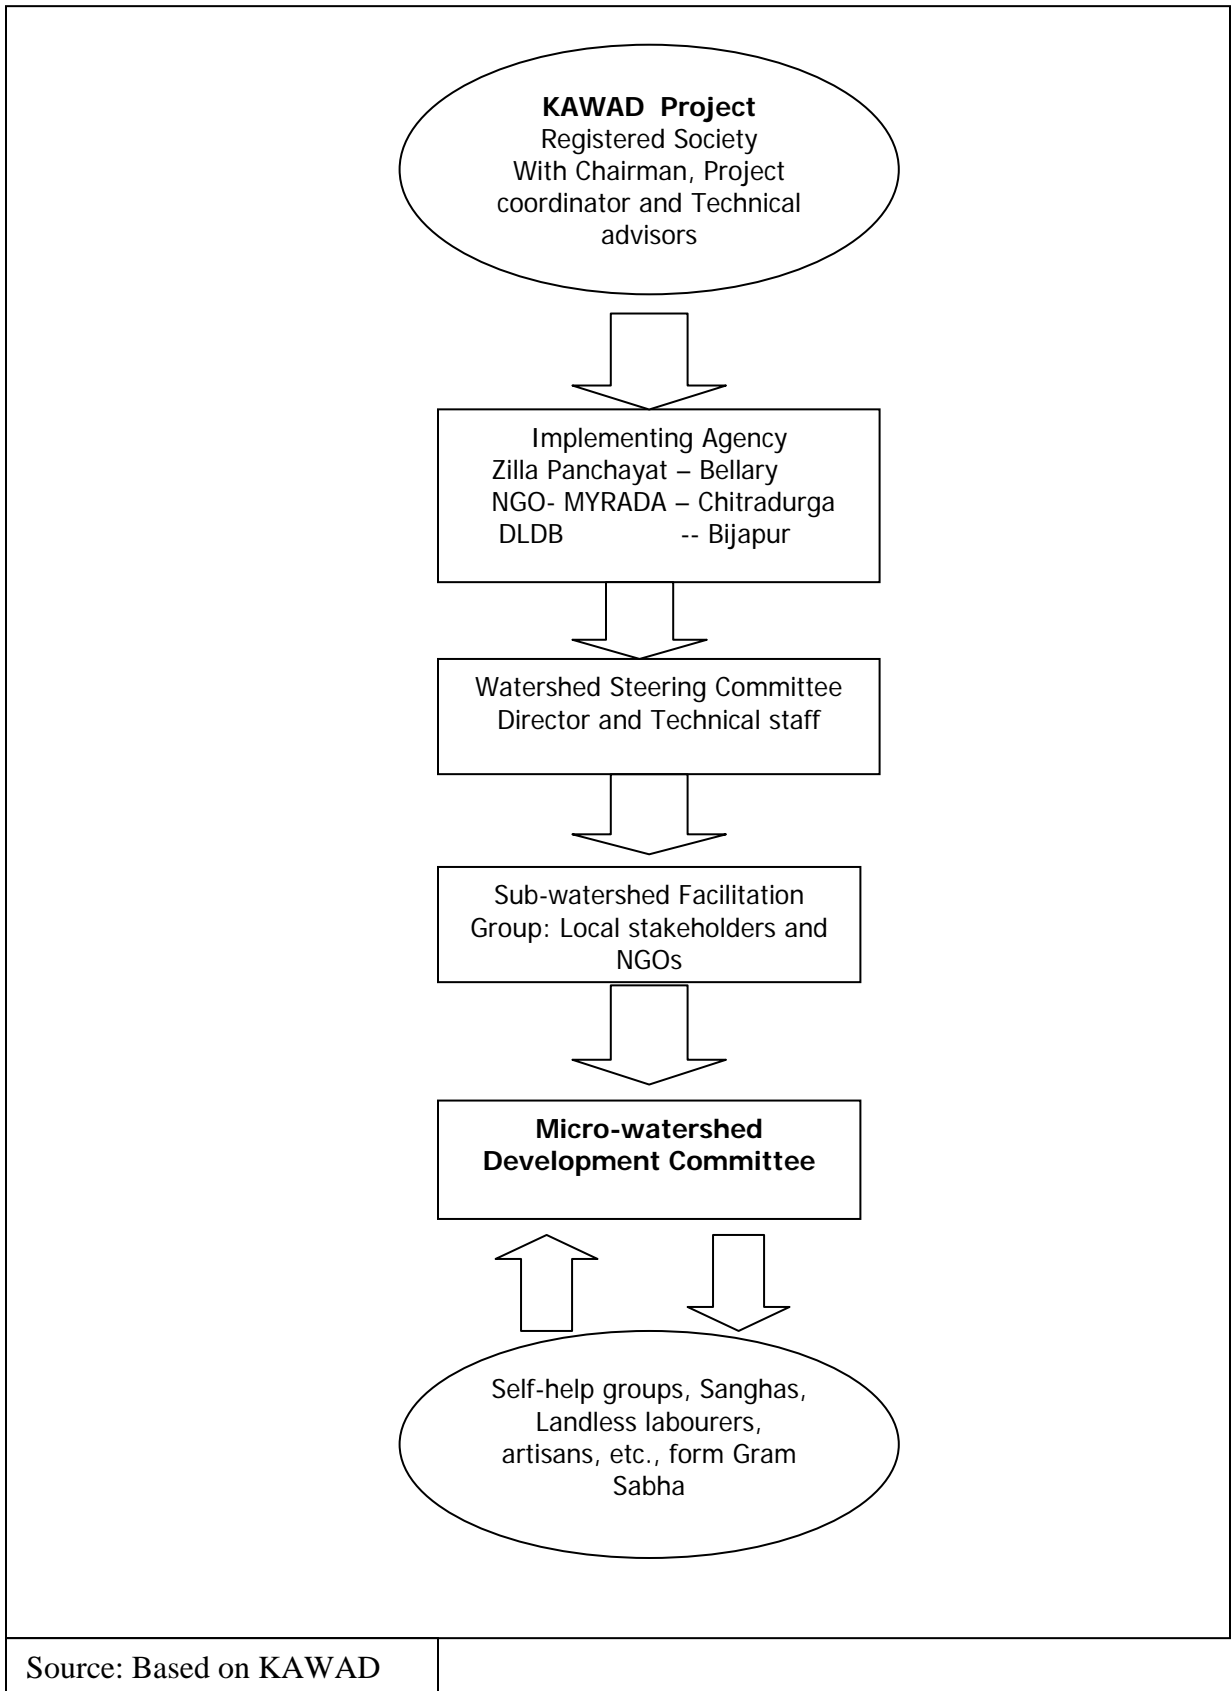 KAWAD Project
Registered Society
With Chairman, Project
coordinator and Technical
advisors
Implementing Agency
Zilla Panchayat – Bellary
NGO- MYRADA – Chitradurga
DLDB -- Bijapur
Watershed Steering Committee
Director and Technical staff
Sub-watershed Facilitation
Group: Local stakeholders and
NGOs
Micro-watershed
Development Committee
Self-help groups, Sanghas,
Landless labourers,
artisans, etc., form Gram
Sabha
Source: Based on KAWAD